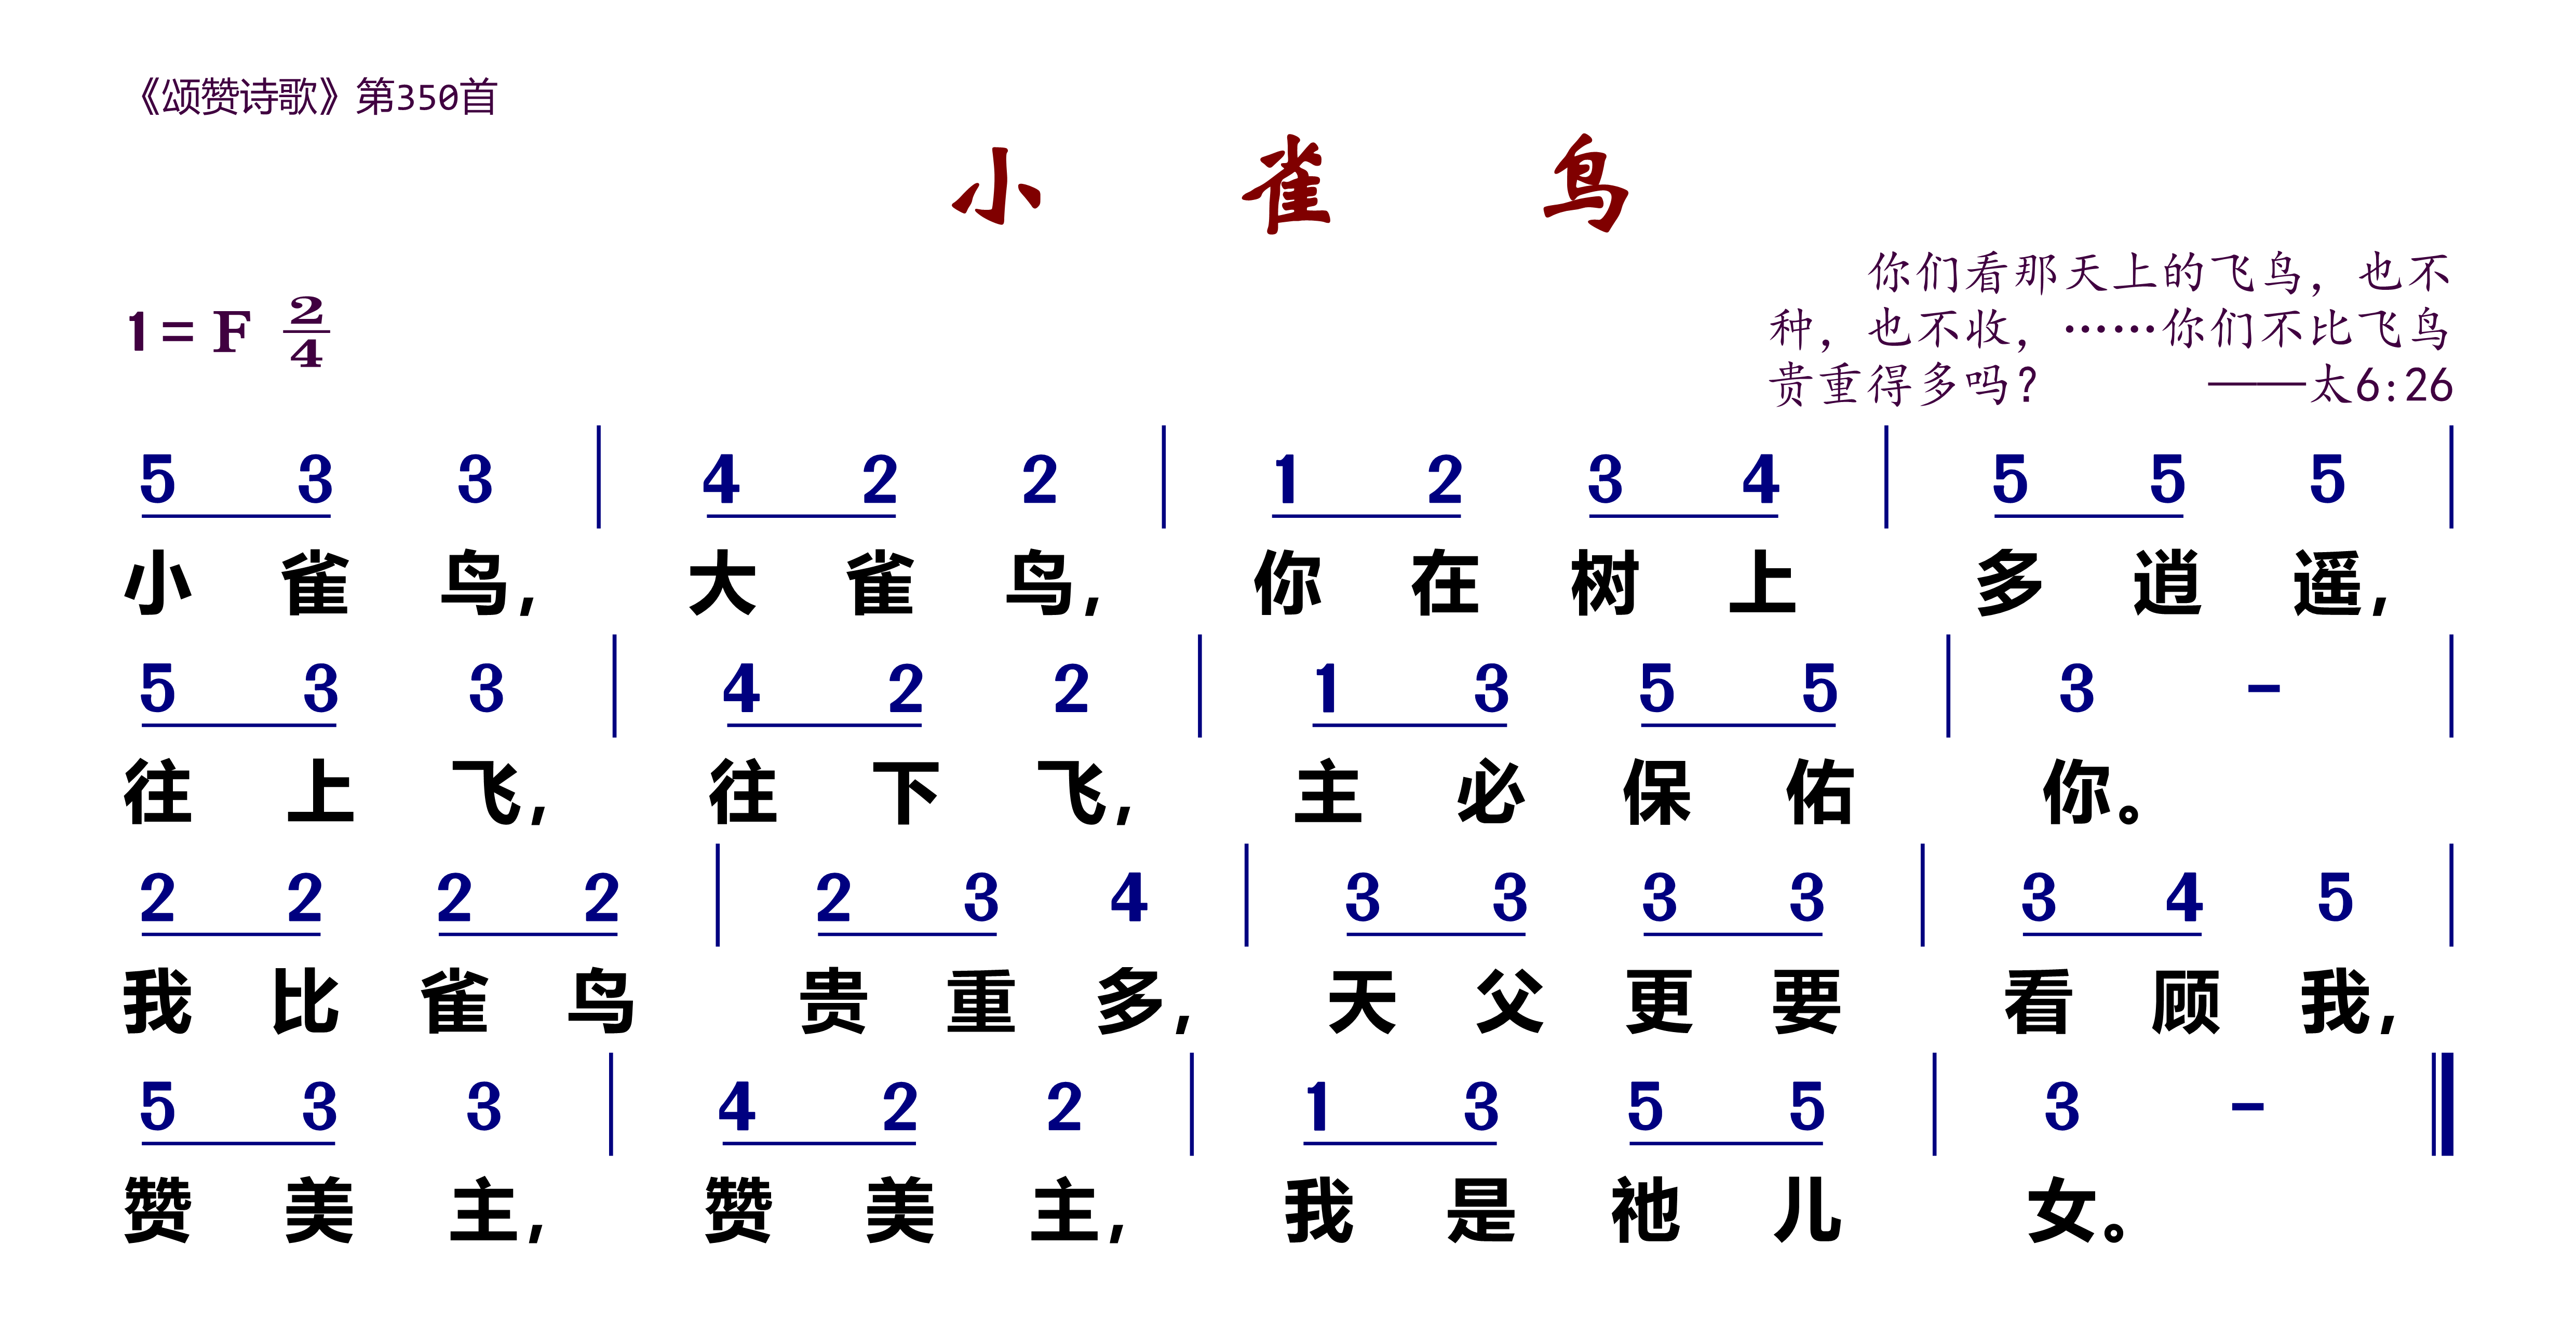 《颂赞诗歌》第350首
小 雀 鸟
你们看那天上的飞鸟，也不
种，也不收，……你们不比飞鸟
贵重得多吗？ ——太6:26
1= F 2/4
5 3 3 | 4 2 2 | 1 2 3 4 | 5 5 5 |
小 雀 鸟， 大 雀 鸟， 你 在 树 上 多 逍 遥，
5 3 3 | 4 2 2 | 1 3 5 5 | 3 - |
往 上 飞， 往 下 飞， 主 必 保 佑 你。
2 2 2 2 | 2 3 4 | 3 3 3 3 | 3 4 5 |
我 比 雀 鸟 贵 重 多， 天 父 更 要 看 顾 我，
5 3 3 | 4 2 2 | 1 3 5 5 | 3 - ‖
赞 美 主， 赞 美 主， 我 是 祂 儿 女。